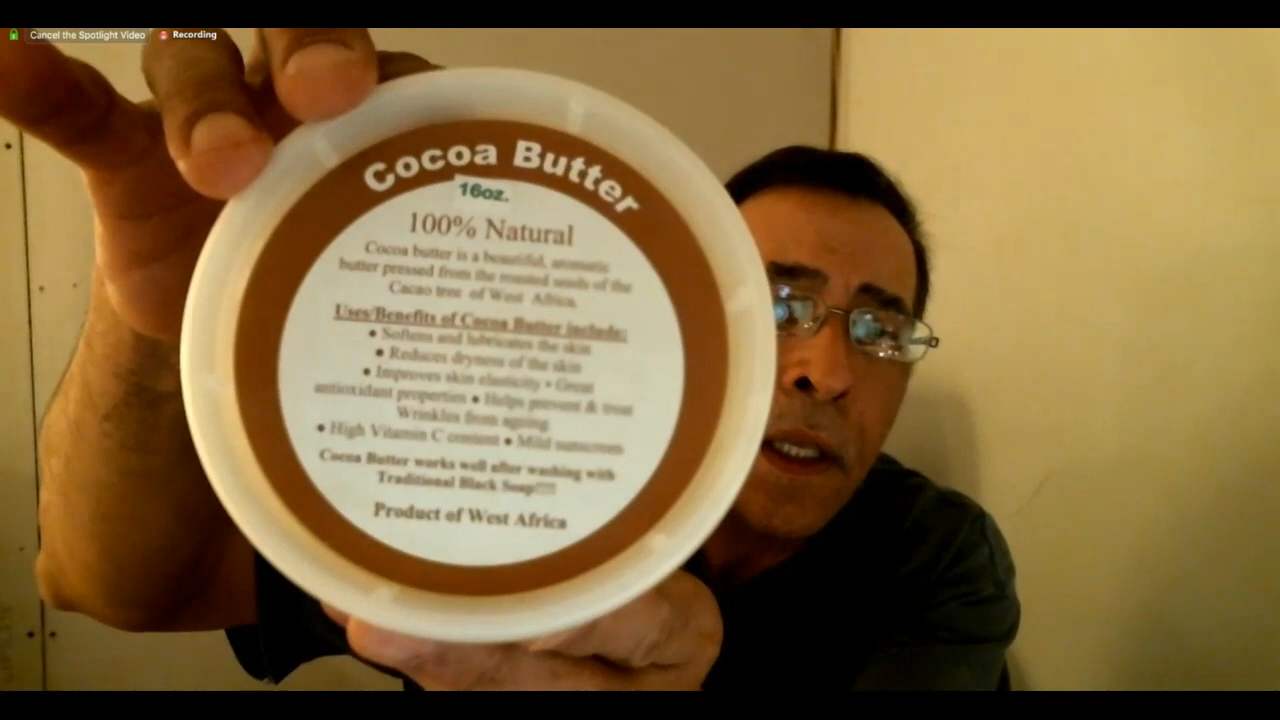 Cancel the Spotlight Video
Recording
Cocoa Butter
16oz.
100% Natural
Cocoa butter is a beautiful, aromatic
butter pressed from the roasted seeds of the
Cacao tree of West Africa.
Uses/Benefits of Cocoa Butter include:
• Softens and lubricates the skin
• Reduces dryness of the skin
• Improves skin elasticity • Great
antioxidant properties • Helps prevent & treat
Wrinkles from ageing
• High Vitamin C content • Mild sunscreen
Cocoa Butter works well after washing with
Traditional Black Soap!!!!
Product of West Africa